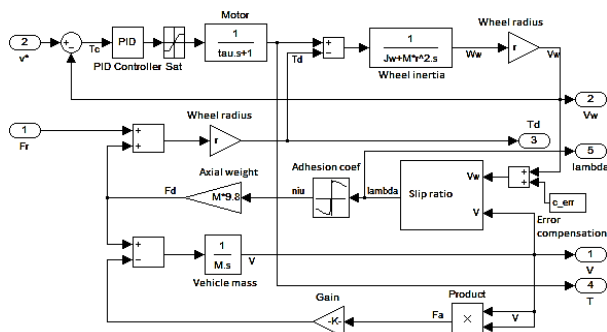 Motor
Wheel radius
2
v*
Tc
PID
PID Controller
Sat
1
tau.s+1
Td
1
Jw+M*r^2.s
Wheel inertia
Ww
r
Vw
2
Vw
Wheel radius
1
Fr
r
Td
3
5
lambda
Axial weight
Adhesion coef
Fd
M*9.8
niu
lambda
Vw
Slip ratio
V
c_err
Error
compensation
1
M.s
V
Vehicle mass
1
V
4
T
Gain
-K-
Fa
Product
×
V